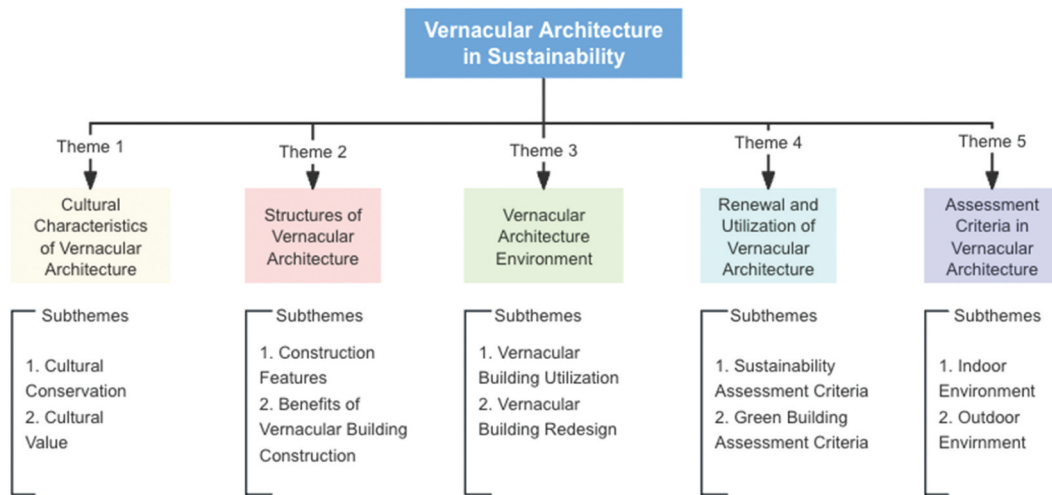 Vernacular Architecture
in Sustainability
Theme 1
Theme 2
Theme 3
Theme 4
Theme 5
Cultural
Characteristics
of Vernacular
Architecture
Structures of
Vernacular
Architecture
Vernacular
Architecture
Environment
Renewal and
Utilization of
Vernacular
Architecture
Assessment
Criteria in
Vernacular
Architecture
Subthemes
1. Cultural
Conservation
2. Cultural
Value
Subthemes
1. Construction
Features
2. Benefits of
Vernacular Building
Construction
Subthemes
1. Vernacular
Building Utilization
2. Vernacular
Building Redesign
Subthemes
1. Sustainability
Assessment Criteria
2. Green Building
Assessment Criteria
Subthemes
1. Indoor
Environment
2. Outdoor
Envirnment